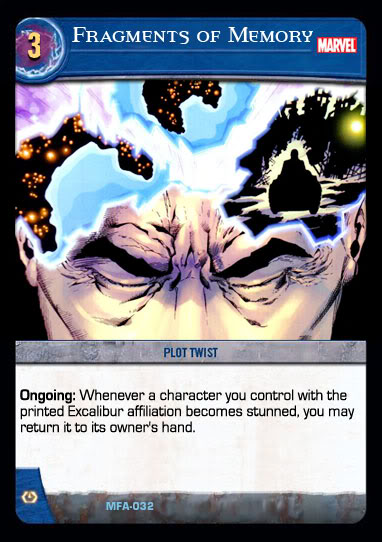 3
Fragments of Memory
MARVEL
PLOT TWIST
Ongoing: Whenever a character you control with the
printed Excalibur affiliation becomes stunned, you may
return it to its owner's hand.
MFA-032